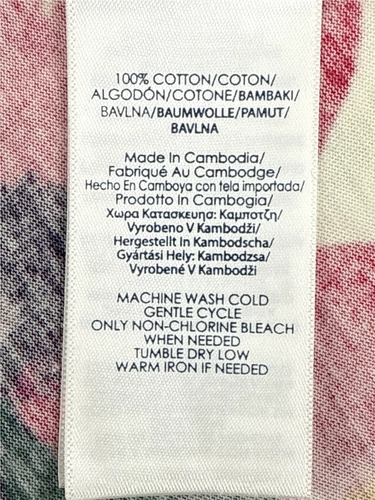 100% COTTON/COTON/
ALGODÓN/COTONE/BAMBAKI/
BAVLNA/BAUMWOLLE/PAMUT/
BAVLNA
Made In Cambodia/
Fabriqué Au Cambodge/
Hecho En Camboya con tela importada/
Prodotto In Cambogia/
Χωρα Κατασκευησ: Καμποτζη/
Vyrobeno V Kambodži/
Hergestellt In Kambodscha/
Gyártási Hely: Kambodzsa/
Vyrobené V Kambodži
MACHINE WASH COLD
GENTLE CYCLE
ONLY NON-CHLORINE BLEACH
WHEN NEEDED
TUMBLE DRY LOW
WARM IRON IF NEEDED